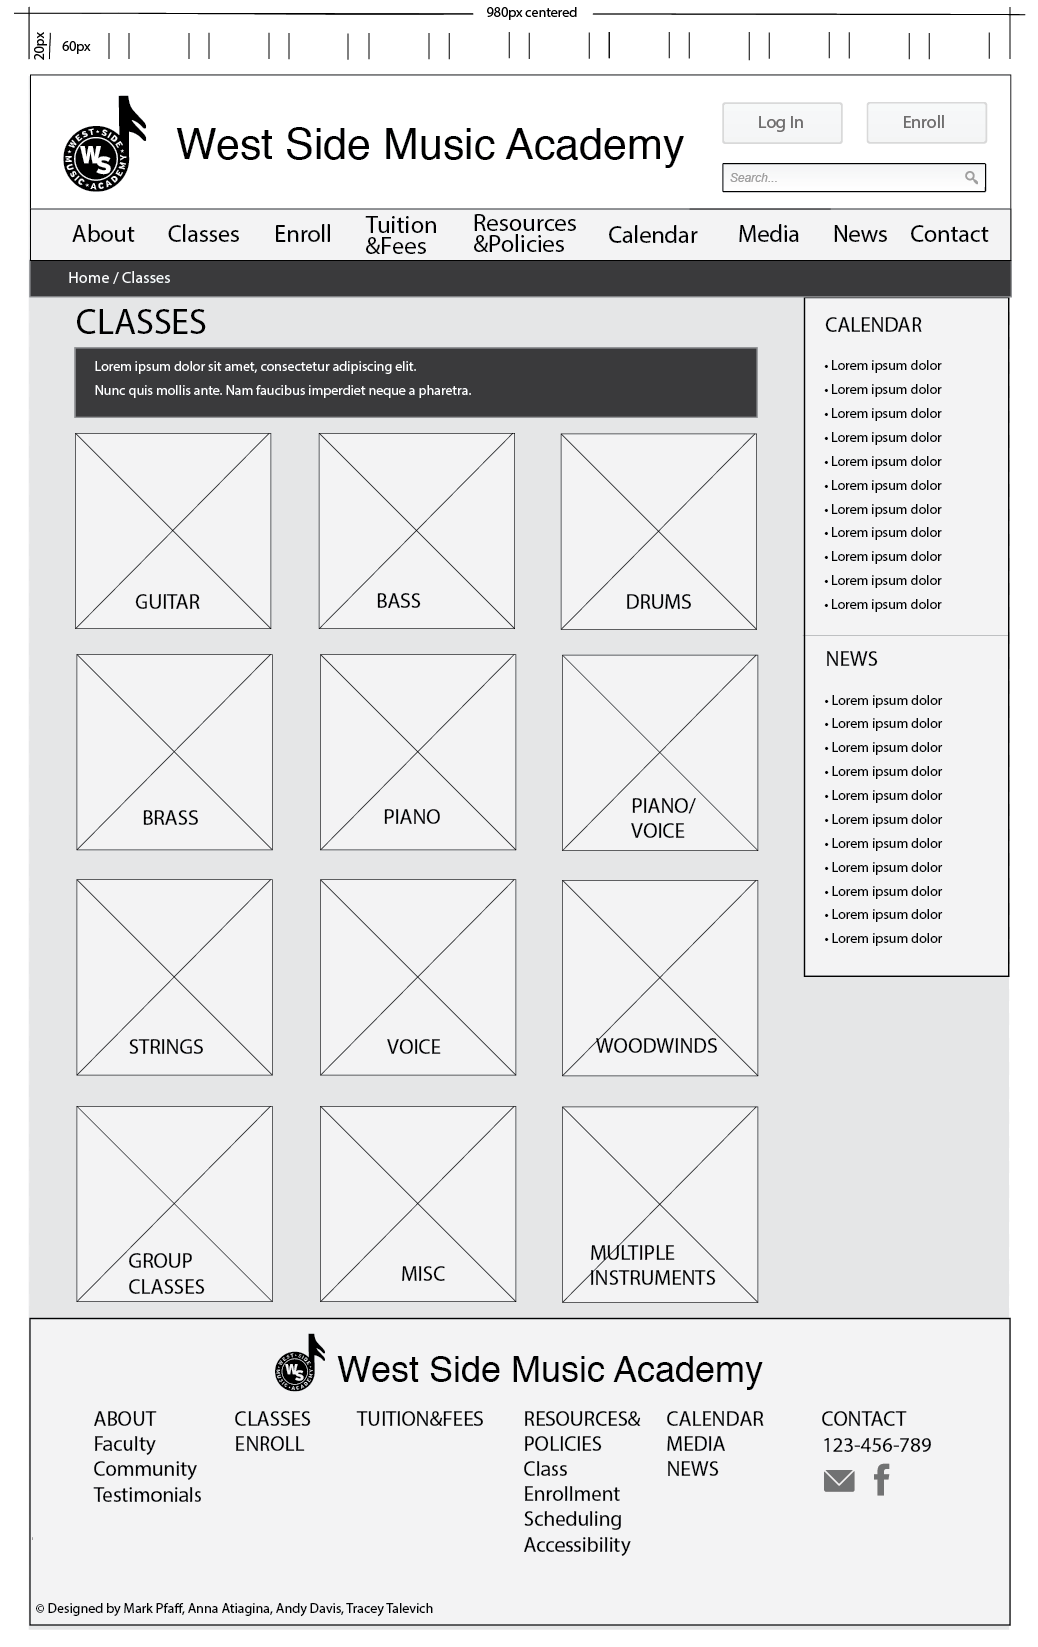 980px centered
20px
60px
WEST·SIDE MUSIC·ACADEMY
WS
West Side Music Academy
Log In
Enroll
Search...
About
Classes
Enroll
Tuition
&Fees
Resources
&Policies
Calendar
Media
News
Contact
Home / Classes
CLASSES
Lorem ipsum dolor sit amet, consectetur adipiscing elit.
Nunc quis mollis ante. Nam faucibus imperdiet neque a pharetra.
GUITAR
BASS
DRUMS
BRASS
PIANO
PIANO/
VOICE
STRINGS
VOICE
WOODWINDS
GROUP
CLASSES
MISC
MULTIPLE
INSTRUMENTS
CALENDAR
• Lorem ipsum dolor
• Lorem ipsum dolor
• Lorem ipsum dolor
• Lorem ipsum dolor
• Lorem ipsum dolor
• Lorem ipsum dolor
• Lorem ipsum dolor
• Lorem ipsum dolor
• Lorem ipsum dolor
• Lorem ipsum dolor
• Lorem ipsum dolor
NEWS
• Lorem ipsum dolor
• Lorem ipsum dolor
• Lorem ipsum dolor
• Lorem ipsum dolor
• Lorem ipsum dolor
• Lorem ipsum dolor
• Lorem ipsum dolor
• Lorem ipsum dolor
• Lorem ipsum dolor
• Lorem ipsum dolor
• Lorem ipsum dolor
WEST·SIDE MUSIC·ACADEMY
WS
West Side Music Academy
ABOUT
Faculty
Community
Testimonials
CLASSES
ENROLL
TUITION&FEES
RESOURCES&
POLICIES
Class
Enrollment
Scheduling
Accessibility
CALENDAR
MEDIA
NEWS
CONTACT
123-456-789
© Designed by Mark Pfaff, Anna Atiagina, Andy Davis, Tracey Talevich